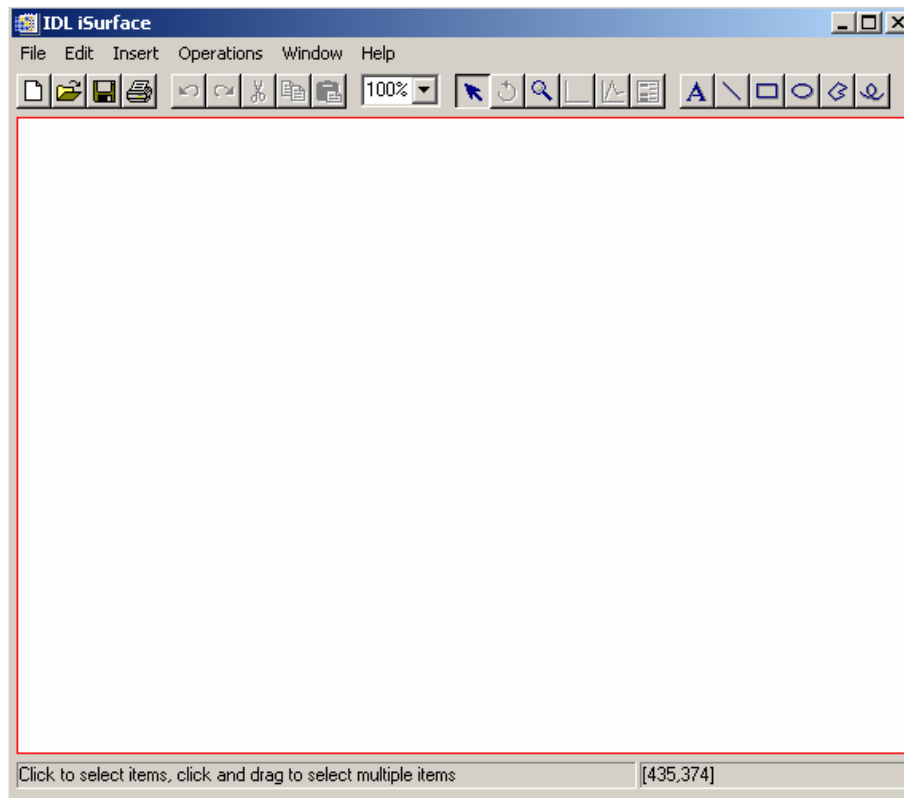 IDL iSurface
File Edit Insert Operations Window Help
100%
A
Click to select items, click and drag to select multiple items
[435,374]